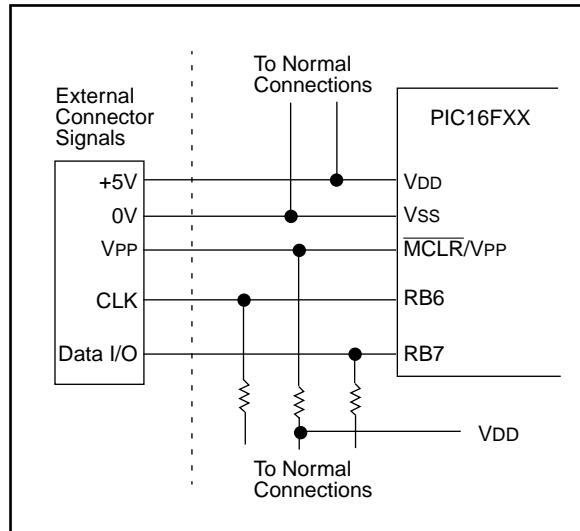 To Normal
Connections
External
Connector
Signals
PIC16FXX
+5V
VDD
0V
VSS
VPP
M̅C̅L̅R̅/VPP
CLK
RB6
Data I/O
RB7
VDD
To Normal
Connections